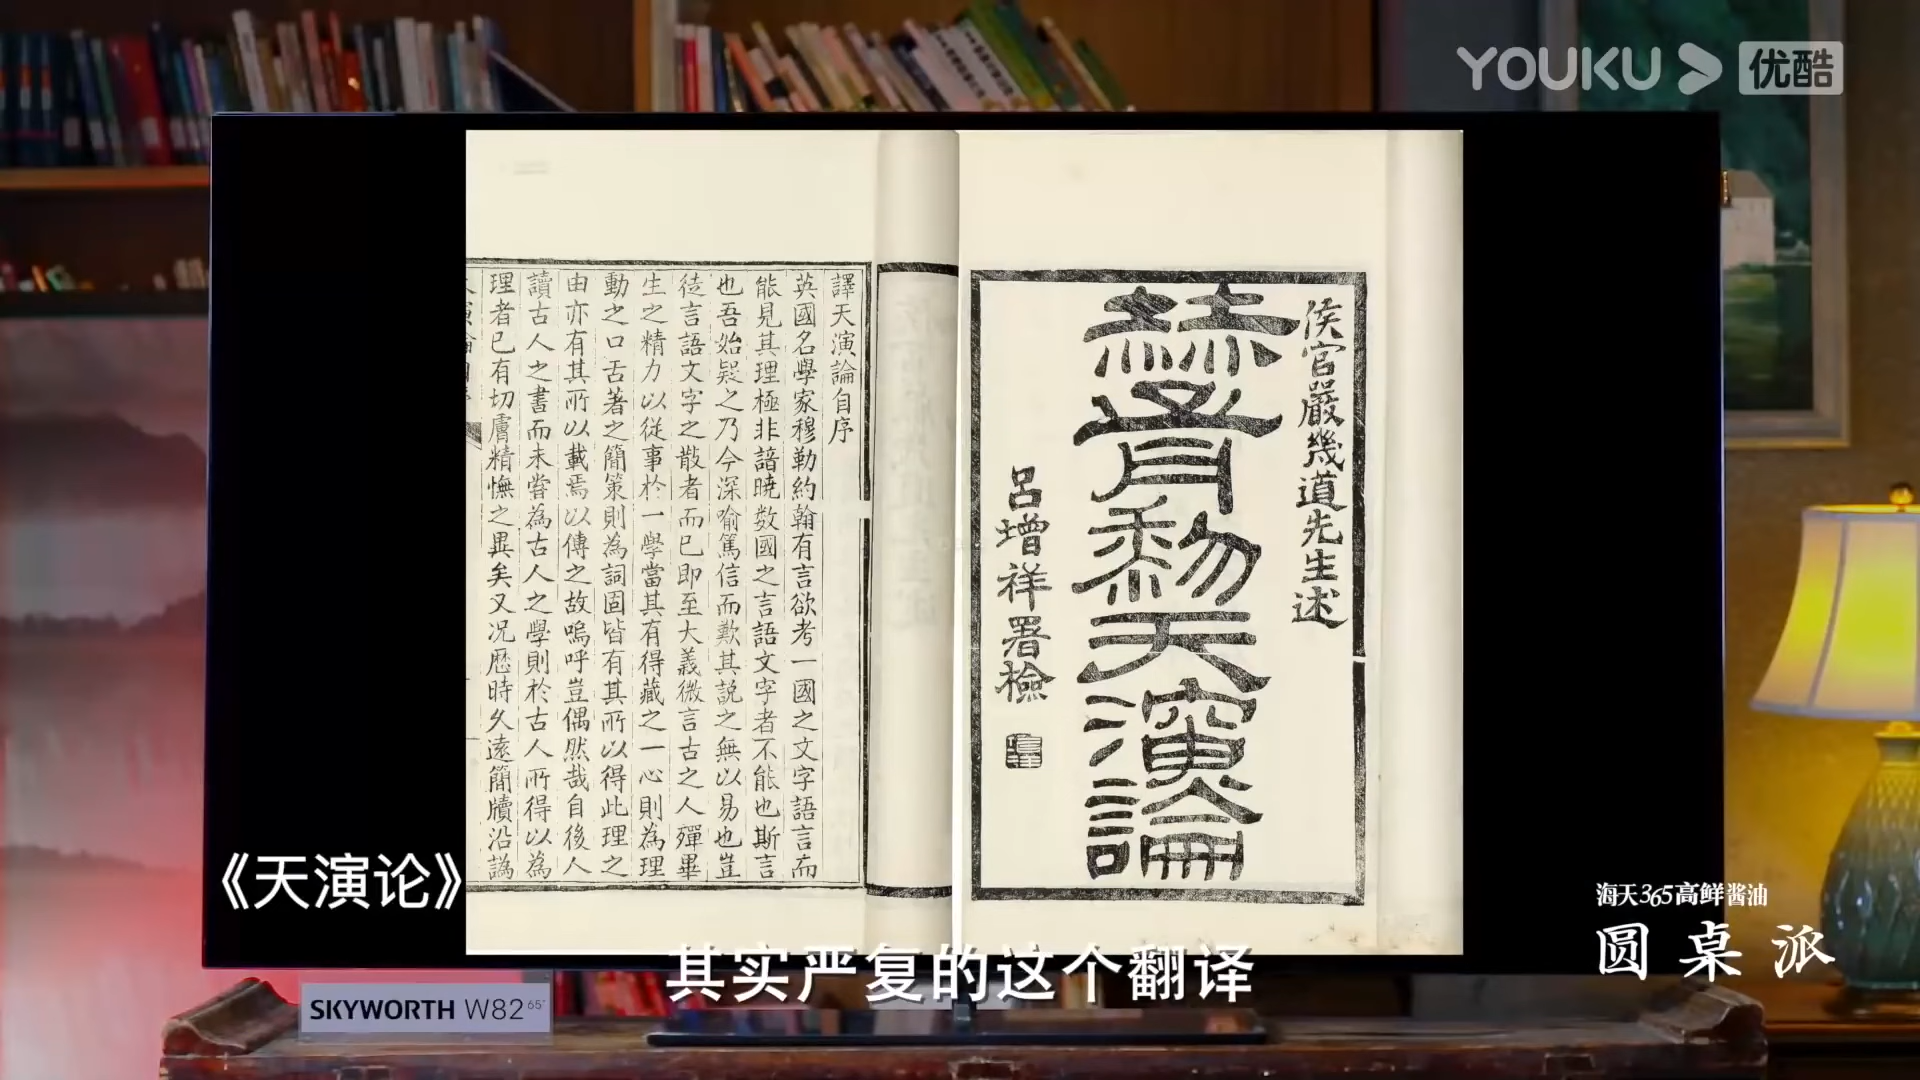 YOUKU 优酷
侯官嚴幾道先生述
赫胥黎天演論
呂增祥署檢
譯天演論自序
英國名學家穆勒約翰有言欲考一國之文字語言而
能見其理極非諳曉數國之言語文字者不能也斯言
也吾始疑之乃今深喻篤信而歎其說之無以易也豈
徒言語文字之散者而已即至大義微言古之人殫畢
生之精力以從事於一學當其有得藏之一心則為理
動之口舌著之簡策則為詞固皆有其所以得此理之
由亦有其所以載焉以傳之故嗚呼豈偶然哉自後人
讀古人之書而未嘗為古人之學則於古人所得以為
理者已有切膚精憮之異矣又况歷時久遠簡牘沿譌
《天演论》
其实严复的这个翻译
海天365高鲜酱油
圆桌派
SKYWORTH W82 65"